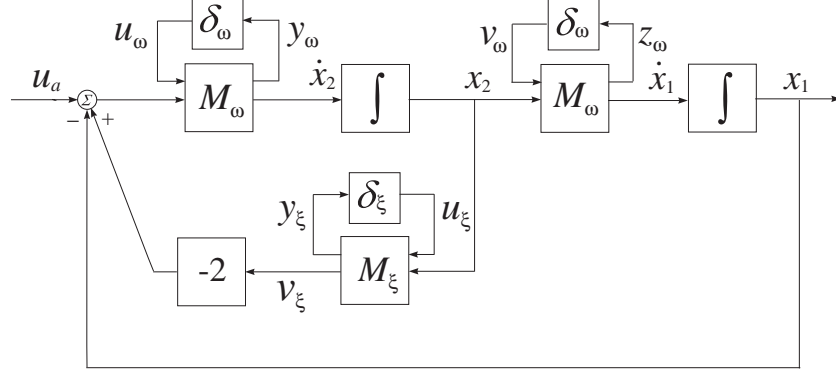 δω δω
uω yω vω zω
ua Σ Mω ẋ2 ∫ x2 Mω ẋ1 ∫ x1
− +
yξ δξ uξ
-2 vξ Mξ